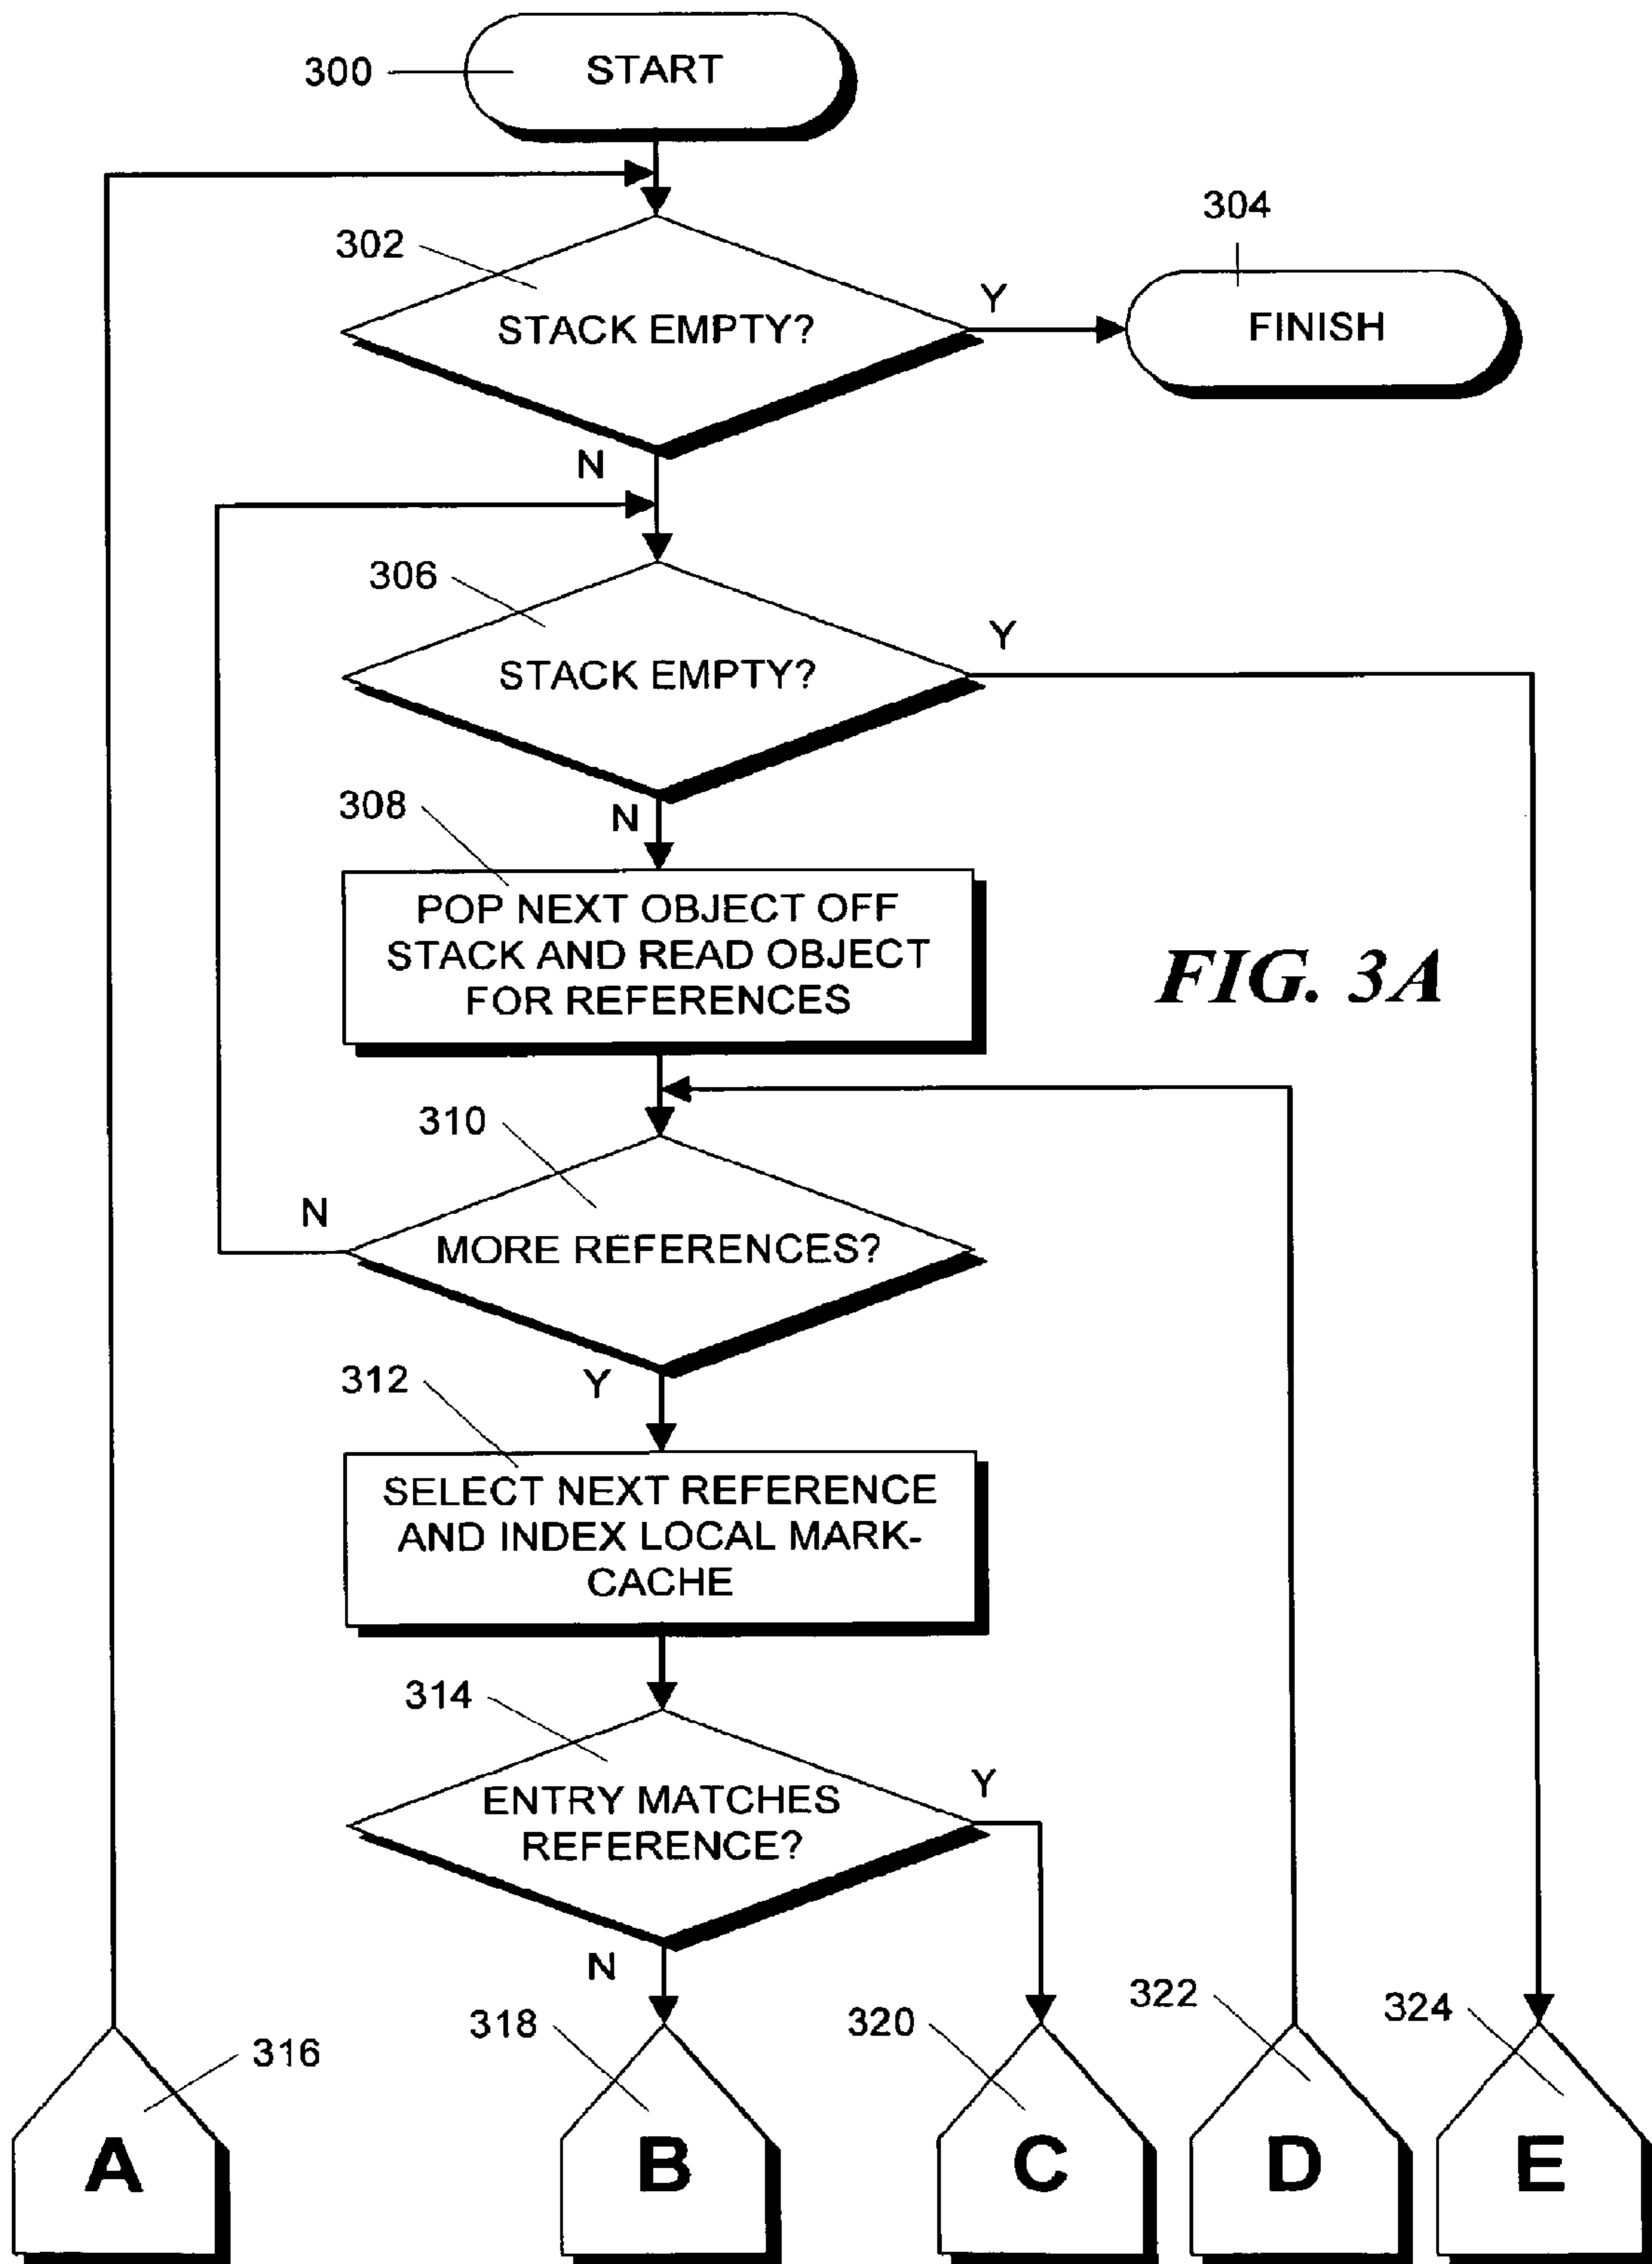 300
START
302
304
STACK EMPTY?
Y
FINISH
N
306
STACK EMPTY?
Y
308
N
POP NEXT OBJECT OFF
STACK AND READ OBJECT
FOR REFERENCES
FIG. 3A
310
N
MORE REFERENCES?
312
Y
SELECT NEXT REFERENCE
AND INDEX LOCAL MARK-
CACHE
314
ENTRY MATCHES
REFERENCE?
Y
N
316
318
320
322
324
A
B
C
D
E